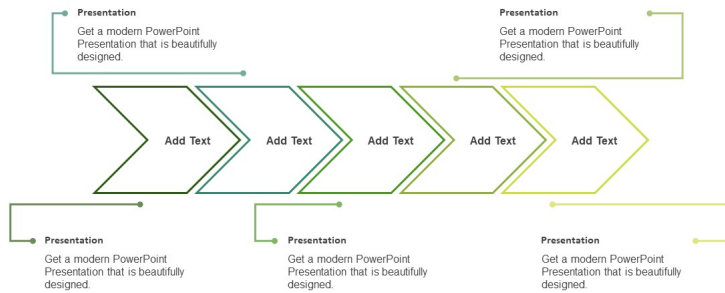 Presentation
Get a modern PowerPoint
Presentation that is beautifully
designed.
Presentation
Get a modern PowerPoint
Presentation that is beautifully
designed.
Add Text
Add Text
Add Text
Add Text
Add Text
Presentation
Get a modern PowerPoint
Presentation that is beautifully
designed.
Presentation
Get a modern PowerPoint
Presentation that is beautifully
designed.
Presentation
Get a modern PowerPoint
Presentation that is beautifully
designed.